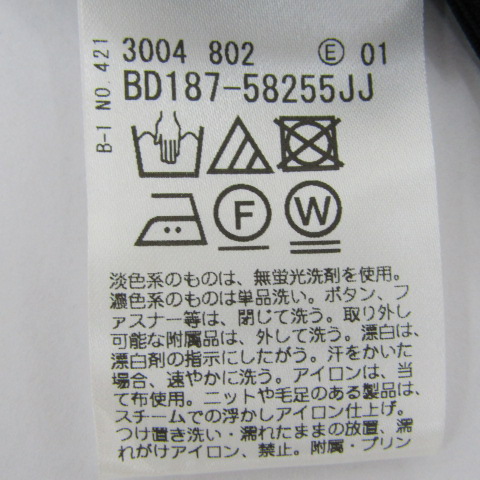 B-1 NO.421
3004 802 Ⓔ 01
BD187-58255JJ
F W
淡色系のものは、無蛍光洗剤を使用。
濃色系のものは単品洗い。ボタン、フ
ァスナー等は、閉じて洗う。取り外し
可能な附属品は、外して洗う。漂白は、
漂白剤の指示にしたがう。汗をかいた
場合、速やかに洗う。アイロンは、当
て布使用。ニットや毛足のある製品は、
スチームでの浮かしアイロン仕上げ。
つけ置き洗い・濡れたままの放置、濡
れがけアイロン、禁止。附属・プリン